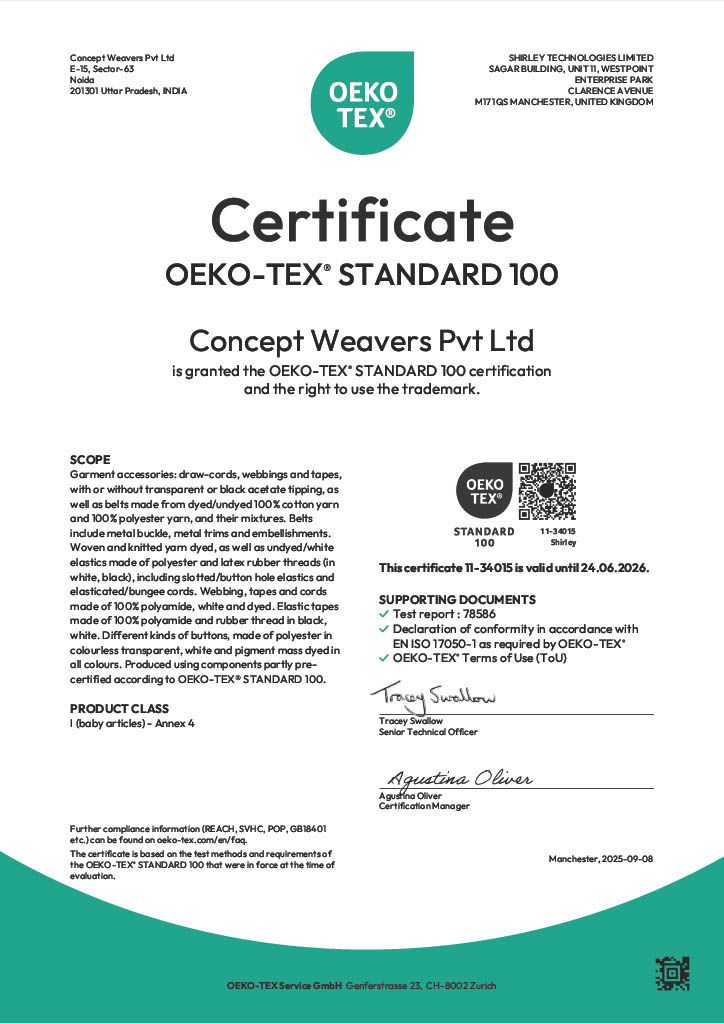 Concept Weavers Pvt Ltd
E-15, Sector-63
Noida
201301 Uttar Pradesh, INDIA
OEKO
TEX®
SHIRLEY TECHNOLOGIES LIMITED
SAGAR BUILDING, UNIT 11, WESTPOINT
ENTERPRISE PARK
CLARENCE AVENUE
M17 1QS MANCHESTER, UNITED KINGDOM
Certificate
OEKO-TEX® STANDARD 100
Concept Weavers Pvt Ltd
is granted the OEKO-TEX® STANDARD 100 certification
and the right to use the trademark.
SCOPE
Garment accessories: draw-cords, webbings and tapes,
with or without transparent or black acetate tipping, as
well as belts made from dyed/undyed 100% cotton yarn
and 100% polyester yarn, and their mixtures. Belts
include metal buckle, metal trims and embellishments.
Woven and knitted yarn dyed, as well as undyed/white
elastics made of polyester and latex rubber threads (in
white, black), including slotted/button hole elastics and
elasticated/bungee cords. Webbing, tapes and cords
made of 100% polyamide, white and dyed. Elastic tapes
made of 100% polyamide and rubber thread in black,
white. Different kinds of buttons, made of polyester in
colourless transparent, white and pigment mass dyed in
all colours. Produced using components partly pre-
certified according to OEKO-TEX® STANDARD 100.
PRODUCT CLASS
I (baby articles) - Annex 4
Further compliance information (REACH, SVHC, POP, GB18401
etc.) can be found on oeko-tex.com/en/faq.
The certificate is based on the test methods and requirements of
the OEKO-TEX® STANDARD 100 that were in force at the time of
evaluation.
OEKO
TEX®
STANDARD
100
11-34015
Shirley
This certificate 11-34015 is valid until 24.06.2026.
SUPPORTING DOCUMENTS
✓ Test report : 78586
✓ Declaration of conformity in accordance with
EN ISO 17050-1 as required by OEKO-TEX®
✓ OEKO-TEX® Terms of Use (ToU)
Tracey Swallow
Tracey Swallow
Senior Technical Officer
Agustina Oliver
Agustina Oliver
Certification Manager
Manchester, 2025-09-08
OEKO-TEX Service GmbH Genferstrasse 23, CH-8002 Zurich